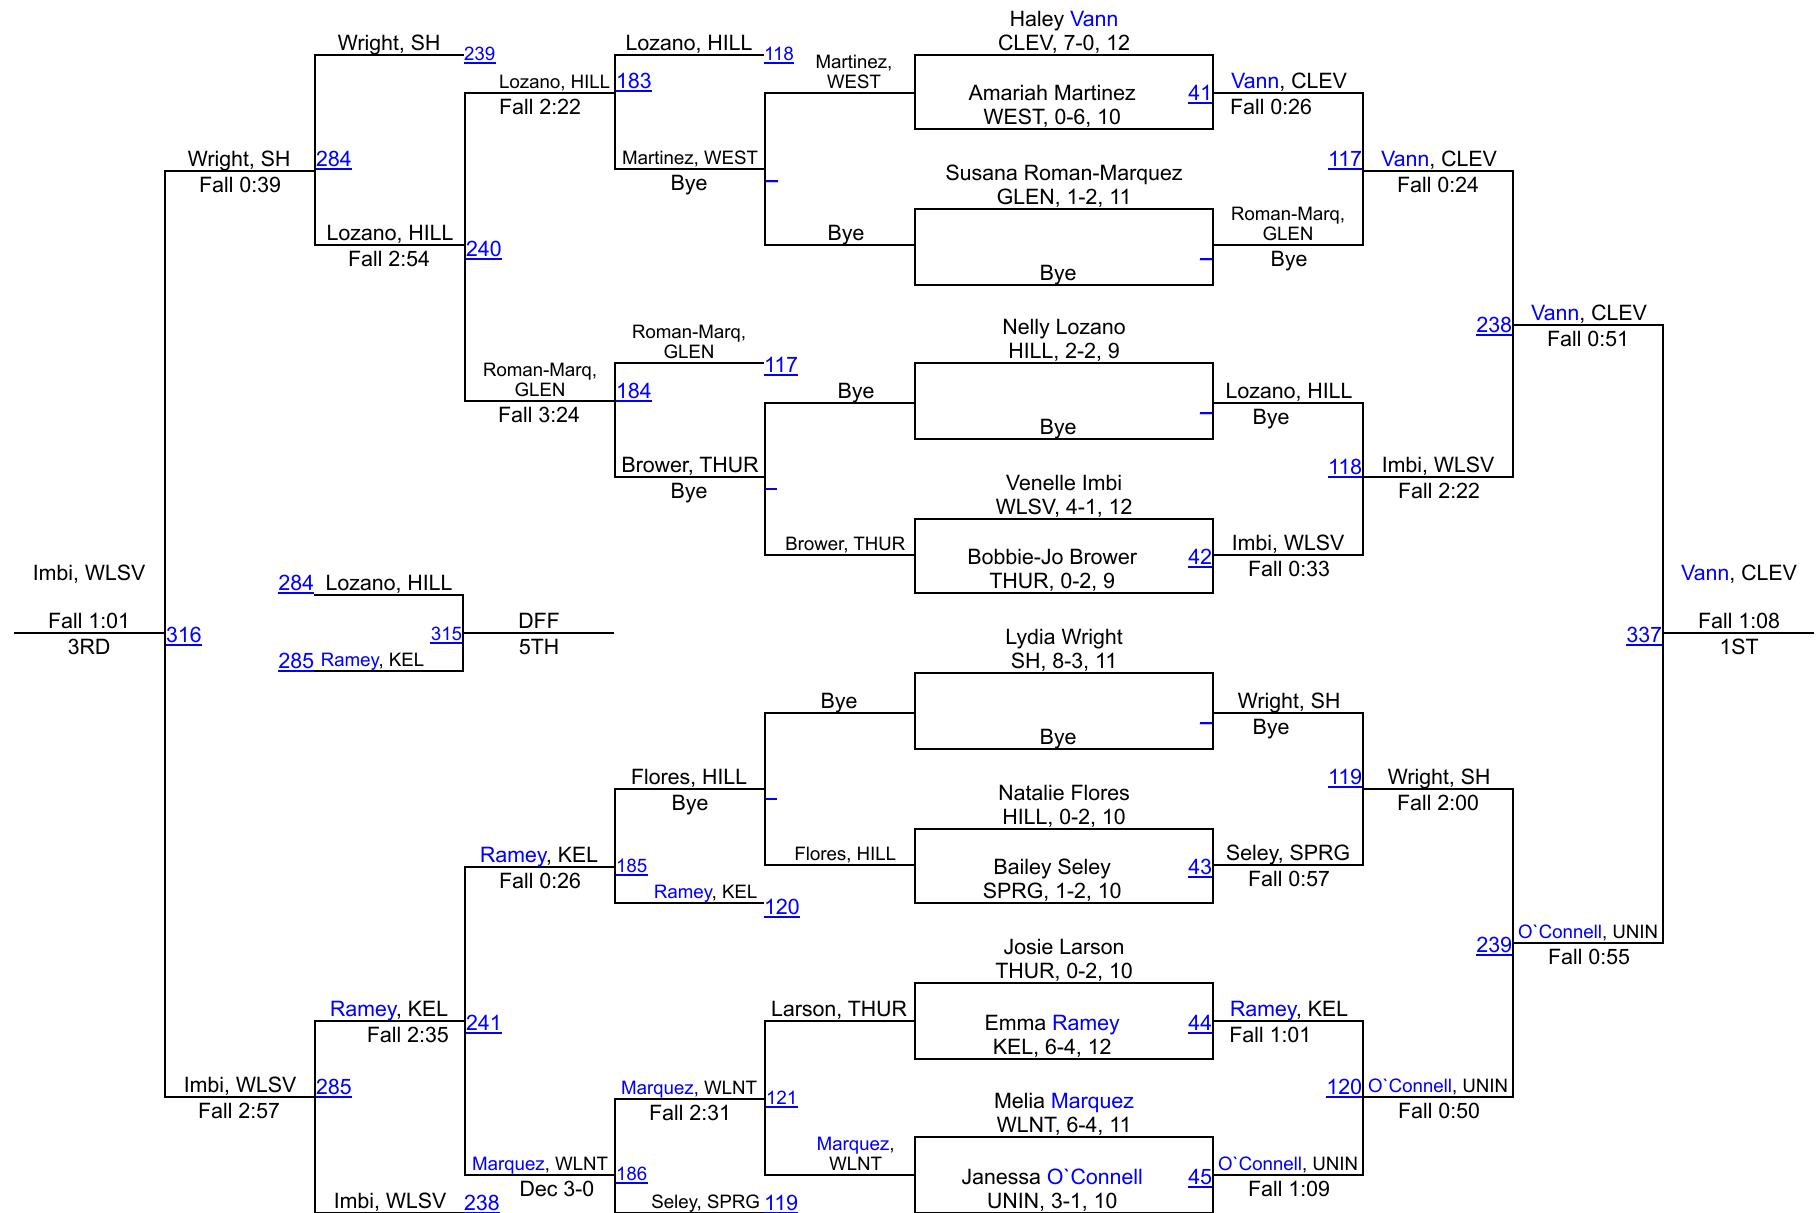 Haley Vann
CLEV, 7-0, 12
Wright, SH
239
Lozano, HILL
118
Martinez,
WEST
Lozano, HILL
183
Fall 2:22
Amariah Martinez
41
WEST, 0-6, 10
Vann, CLEV
Fall 0:26
Wright, SH
284
Fall 0:39
Martinez, WEST
Bye
Susana Roman-Marquez
GLEN, 1-2, 11
117
Vann, CLEV
Fall 0:24
Lozano, HILL
Fall 2:54
240
Bye
Bye
Roman-Marq,
GLEN
Bye
Roman-Marq,
GLEN
117
Nelly Lozano
HILL, 2-2, 9
238
Vann, CLEV
Fall 0:51
Roman-Marq,
GLEN
184
Fall 3:24
Bye
Bye
Lozano, HILL
Bye
Brower, THUR
Bye
Venelle Imbi
WLSV, 4-1, 12
118
Imbi, WLSV
Fall 2:22
Brower, THUR
Bobbie-Jo Brower
42
THUR, 0-2, 9
Imbi, WLSV
Fall 0:33
Imbi, WLSV
Fall 1:01
316
3RD
284
Lozano, HILL
315
DFF
5TH
285
Ramey, KEL
Lydia Wright
SH, 8-3, 11
Vann, CLEV
Fall 1:08
337
1ST
Bye
Bye
Wright, SH
Bye
Flores, HILL
Bye
Natalie Flores
HILL, 0-2, 10
119
Wright, SH
Fall 2:00
Ramey, KEL
Fall 0:26
185
Flores, HILL
Bailey Seley
43
SPRG, 1-2, 10
Seley, SPRG
Fall 0:57
Ramey, KEL
120
Josie Larson
THUR, 0-2, 10
239
O`Connell, UNIN
Fall 0:55
Ramey, KEL
Fall 2:35
241
Larson, THUR
Emma Ramey
44
KEL, 6-4, 12
Ramey, KEL
Fall 1:01
Imbi, WLSV
Fall 2:57
285
Marquez, WLNT
Fall 2:31
121
Melia Marquez
WLNT, 6-4, 11
120
O`Connell, UNIN
Fall 0:50
Marquez, WLNT
Dec 3-0
186
Marquez,
WLNT
Janessa O`Connell
45
UNIN, 3-1, 10
O`Connell, UNIN
Fall 1:09
Imbi, WLSV
238
Seley, SPRG
119